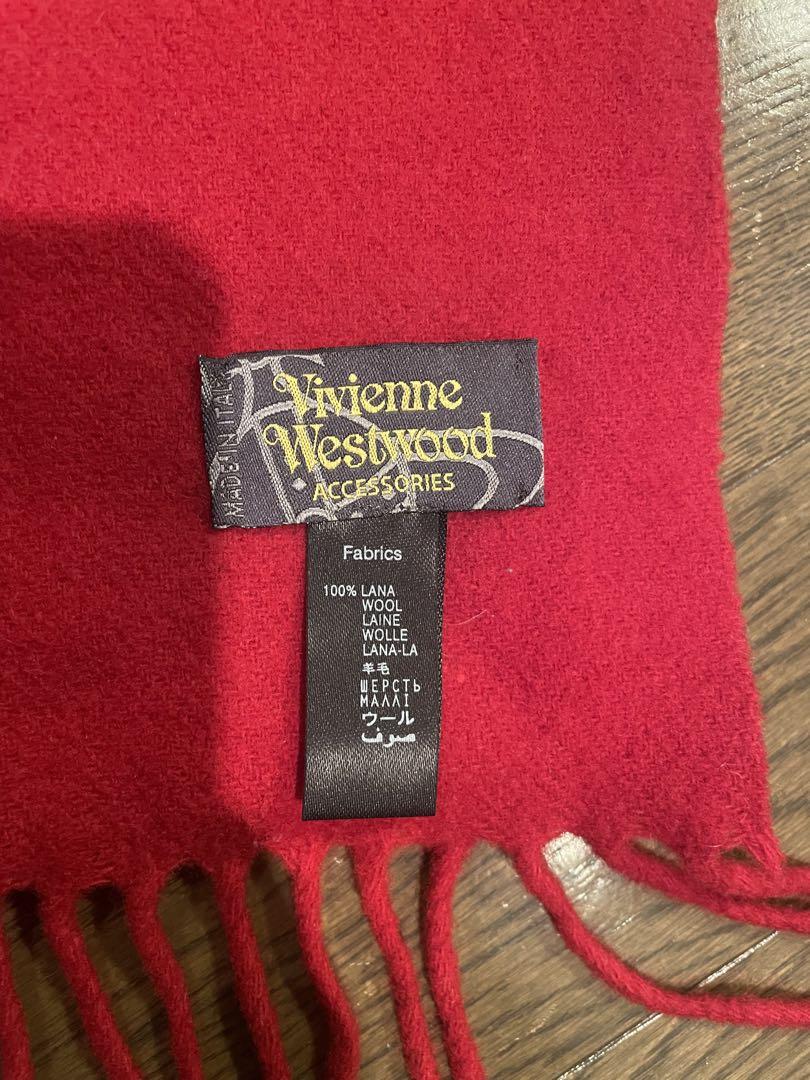 MADE IN ITALY
Vivienne
Westwood
ACCESSORIES
Fabrics
100% LANA
WOOL
LAINE
WOLLE
LANA-LA
羊毛
ШЕРСТЬ
ΜΑΛΛΙ
ウール
صوف